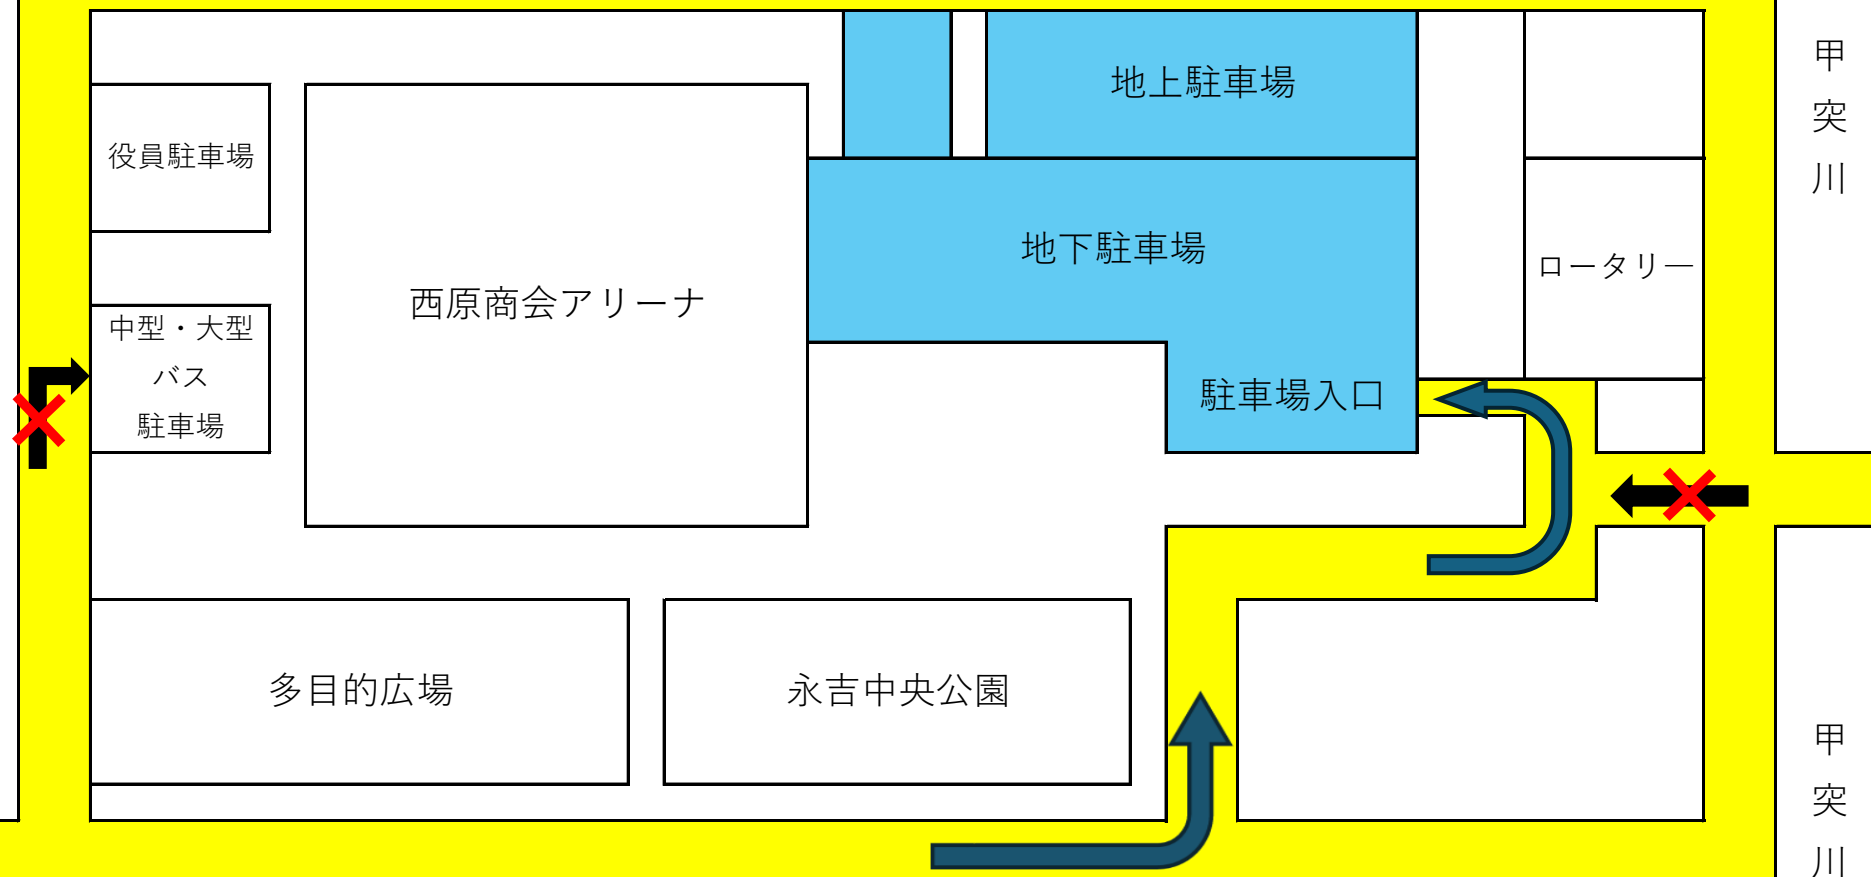 地上駐車場
甲突川
役員駐車場
地下駐車場
ロータリー
西原商会アリーナ
中型・大型
バス
駐車場
駐車場入口
多目的広場
永吉中央公園
甲突川